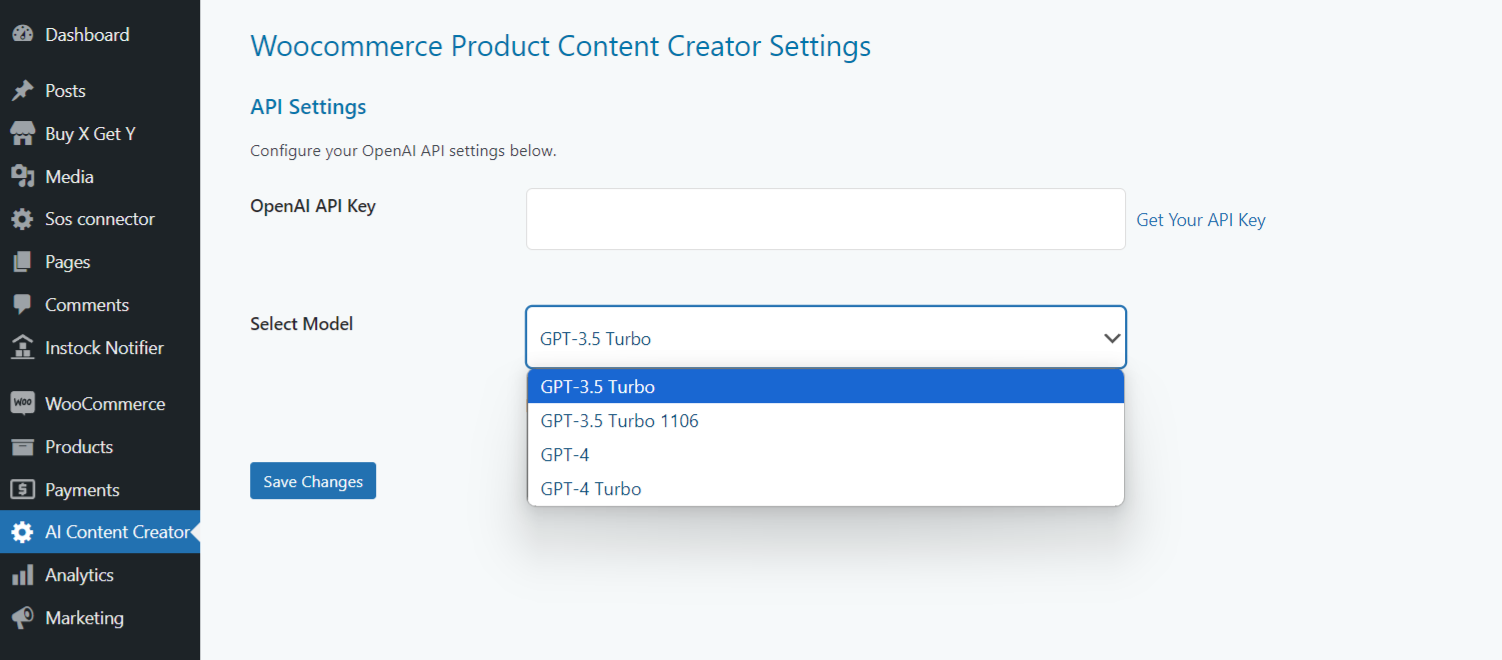 Dashboard
Posts
Buy X Get Y
Media
Sos connector
Pages
Comments
Instock Notifier
WOO WooCommerce
Products
Payments
AI Content Creator
Analytics
Marketing
Woocommerce Product Content Creator Settings
API Settings
Configure your OpenAI API settings below.
OpenAI API Key
Get Your API Key
Select Model
GPT-3.5 Turbo
GPT-3.5 Turbo
GPT-3.5 Turbo 1106
GPT-4
GPT-4 Turbo
Save Changes